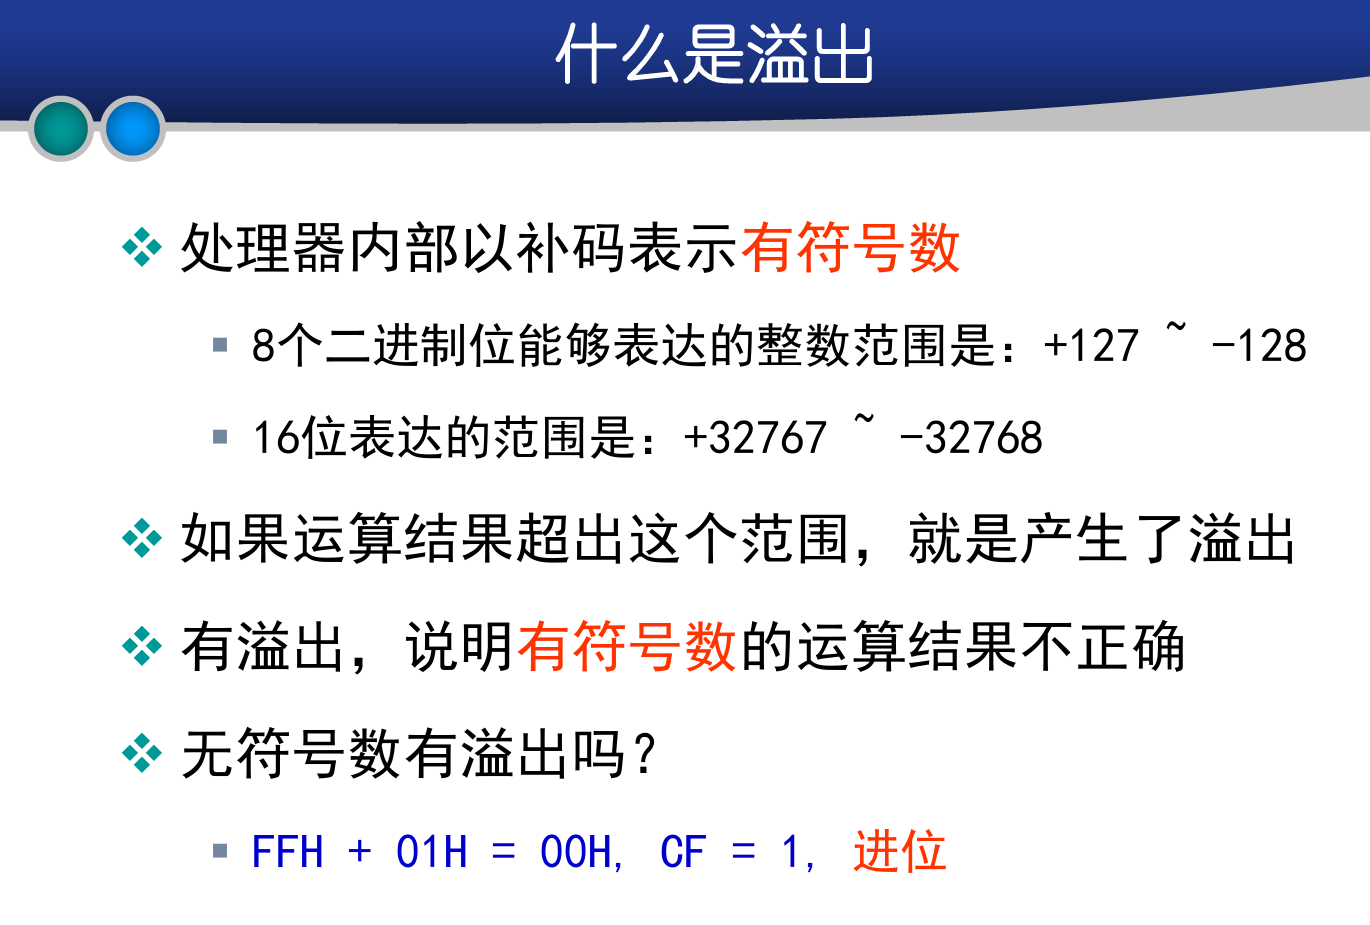 什么是溢出
处理器内部以补码表示有符号数
8个二进制位能够表达的整数范围是：+127 ~ -128
16位表达的范围是：+32767 ~ -32768
如果运算结果超出这个范围，就是产生了溢出
有溢出，说明有符号数的运算结果不正确
无符号数有溢出吗？
FFH + 01H = 00H, CF = 1, 进位